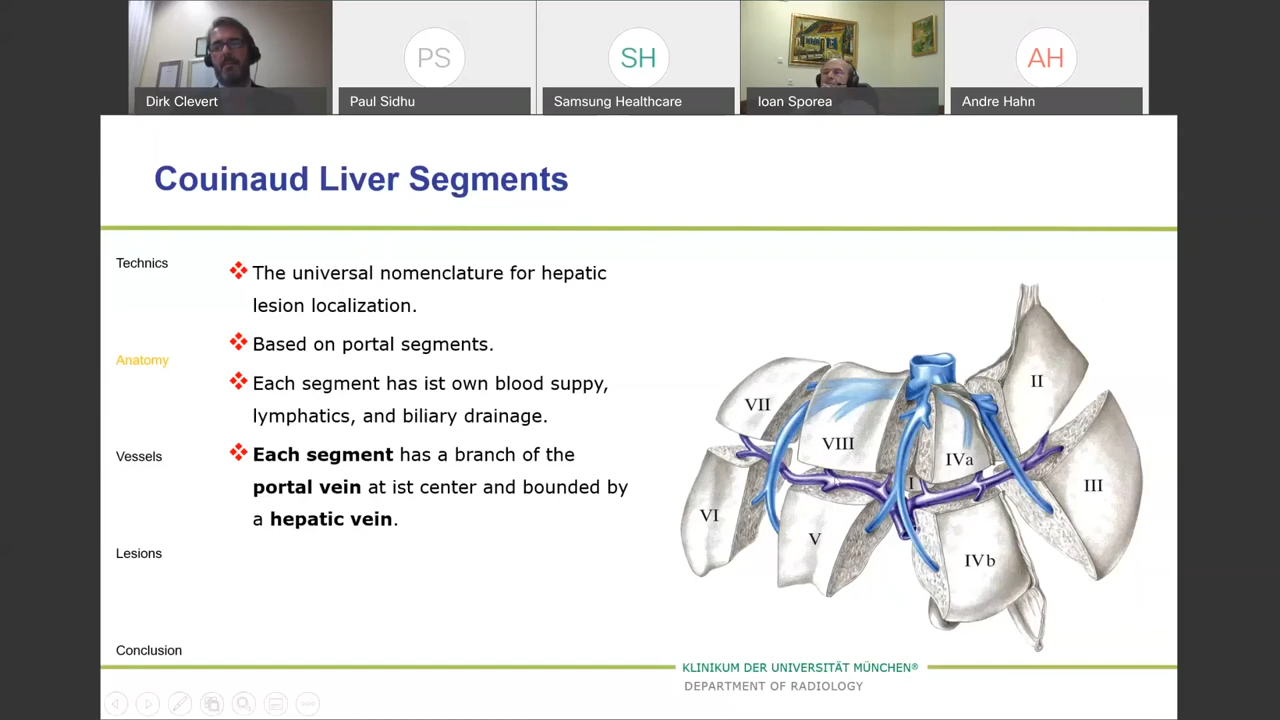 PS
SH
AH
Dirk Clevert
Paul Sidhu
Samsung Healthcare
Ioan Sporea
Andre Hahn
Couinaud Liver Segments
Technics
Anatomy
Vessels
Lesions
Conclusion
The universal nomenclature for hepatic
lesion localization.
Based on portal segments.
Each segment has ist own blood suppy,
lymphatics, and biliary drainage.
Each segment has a branch of the
portal vein at ist center and bounded by
a hepatic vein.
II
VII
VIII
IVa
I
III
VI
V
IVb
KLINIKUM DER UNIVERSITÄT MÜNCHEN®
DEPARTMENT OF RADIOLOGY